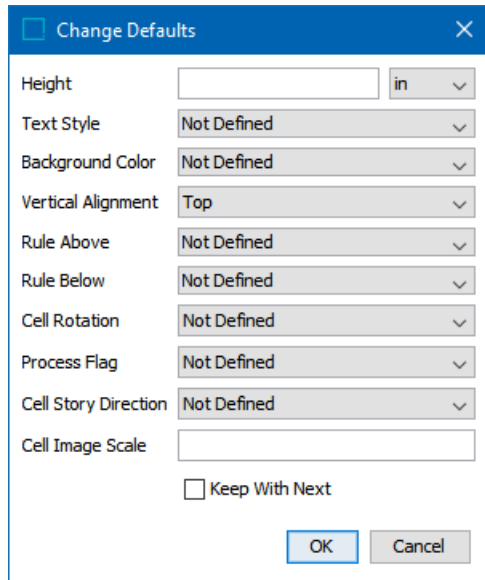 Change Defaults
Height in
Text Style Not Defined
Background Color Not Defined
Vertical Alignment Top
Rule Above Not Defined
Rule Below Not Defined
Cell Rotation Not Defined
Process Flag Not Defined
Cell Story Direction Not Defined
Cell Image Scale
Keep With Next
OK Cancel